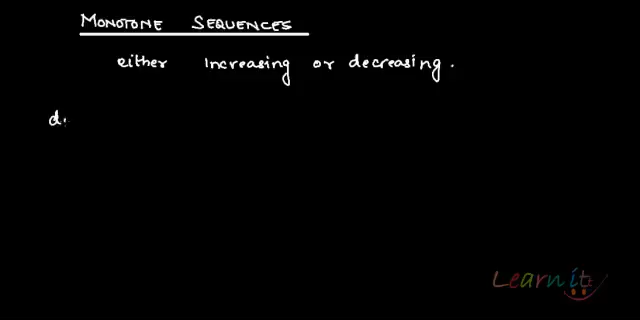 MONOTONE SEQUENCES
either increasing or decreasing.
d.
Learnit